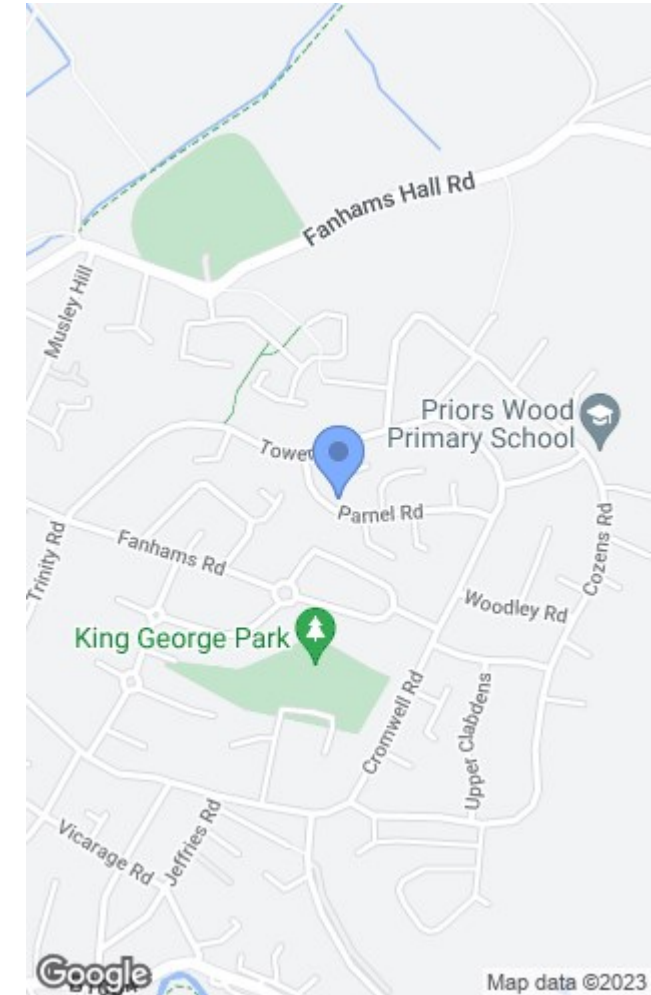 Fanhams Hall Rd
Musley Hill
Priors Wood
Primary School
Tower
Parnel Rd
Trinity Rd
Fanhams Rd
Cozens Rd
Woodley Rd
King George Park
Cromwell Rd
Upper Clabdens
Jeffries Rd
Vicarage Rd
Google
Map data ©2023